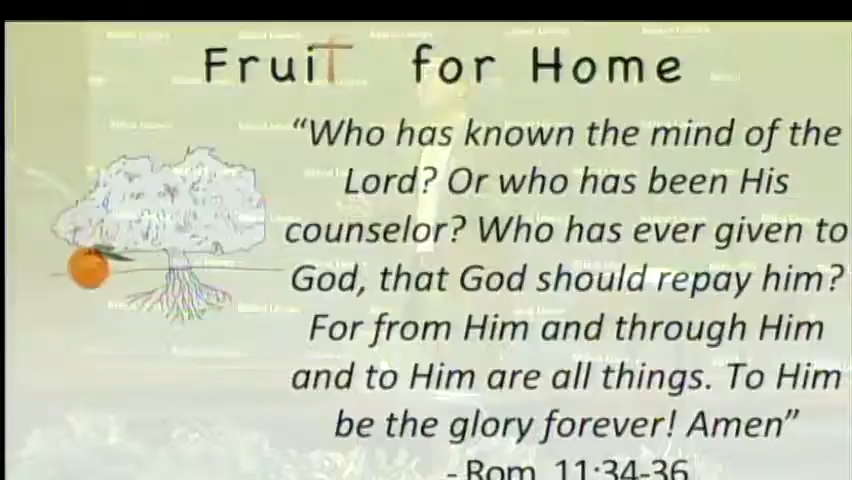 FruiT for Home
“Who has known the mind of the
Lord? Or who has been His
counselor? Who has ever given to
God, that God should repay him?
For from Him and through Him
and to Him are all things. To Him
be the glory forever! Amen”
- Rom 11:34-36